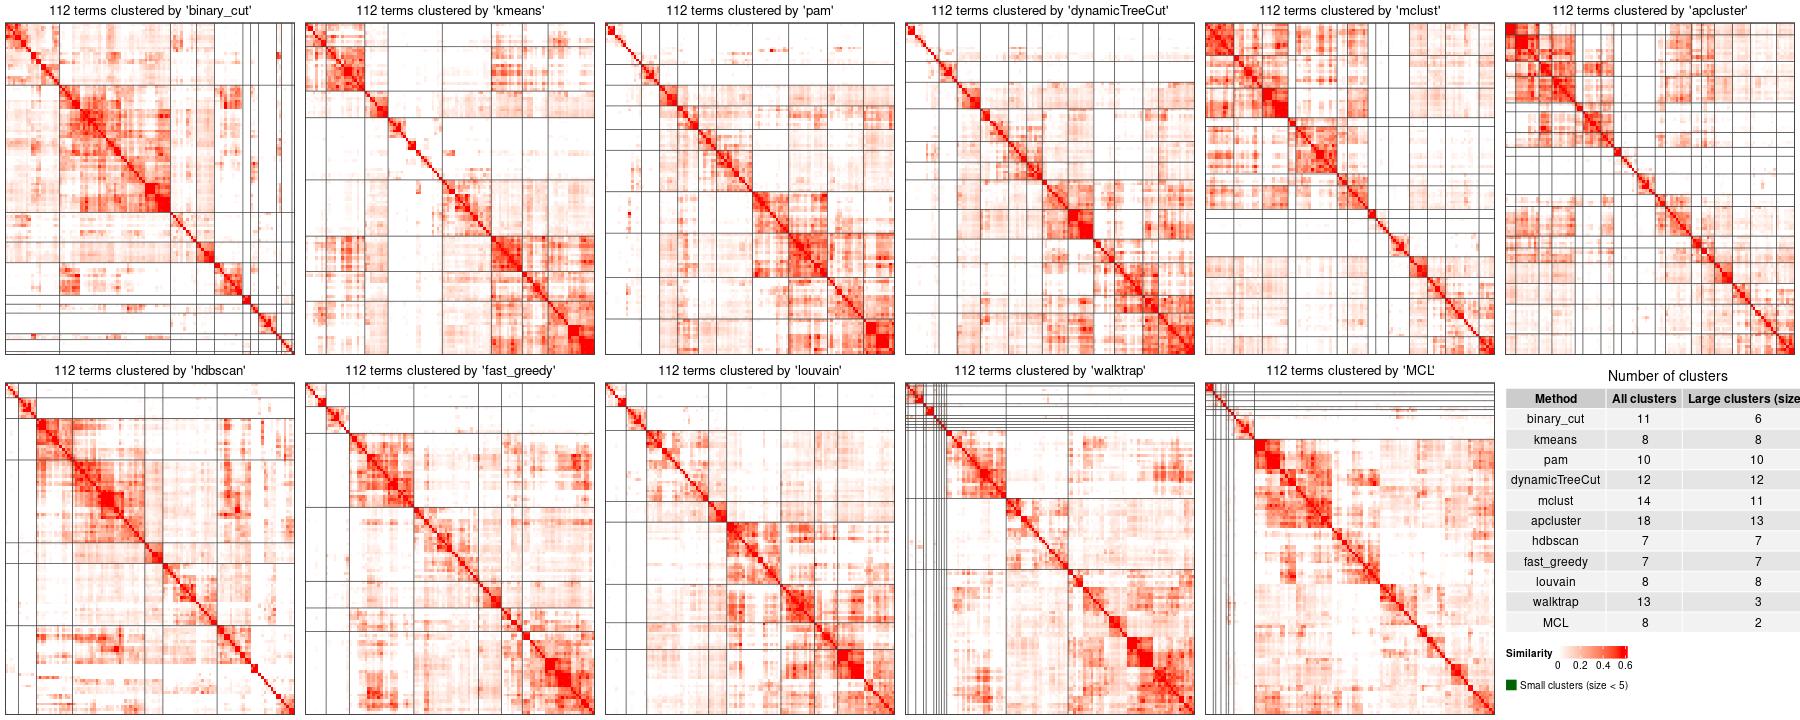 112 terms clustered by 'binary_cut'
112 terms clustered by 'kmeans'
112 terms clustered by 'pam'
112 terms clustered by 'dynamicTreeCut'
112 terms clustered by 'mclust'
112 terms clustered by 'apcluster'
112 terms clustered by 'hdbscan'
112 terms clustered by 'fast_greedy'
112 terms clustered by 'louvain'
112 terms clustered by 'walktrap'
112 terms clustered by 'MCL'
Number of clusters
Method All clusters Large clusters (size
binary_cut 11 6
kmeans 8 8
pam 10 10
dynamicTreeCut 12 12
mclust 14 11
apcluster 18 13
hdbscan 7 7
fast_greedy 7 7
louvain 8 8
walktrap 13 3
MCL 8 2
Similarity
0 0.2 0.4 0.6
Small clusters (size < 5)